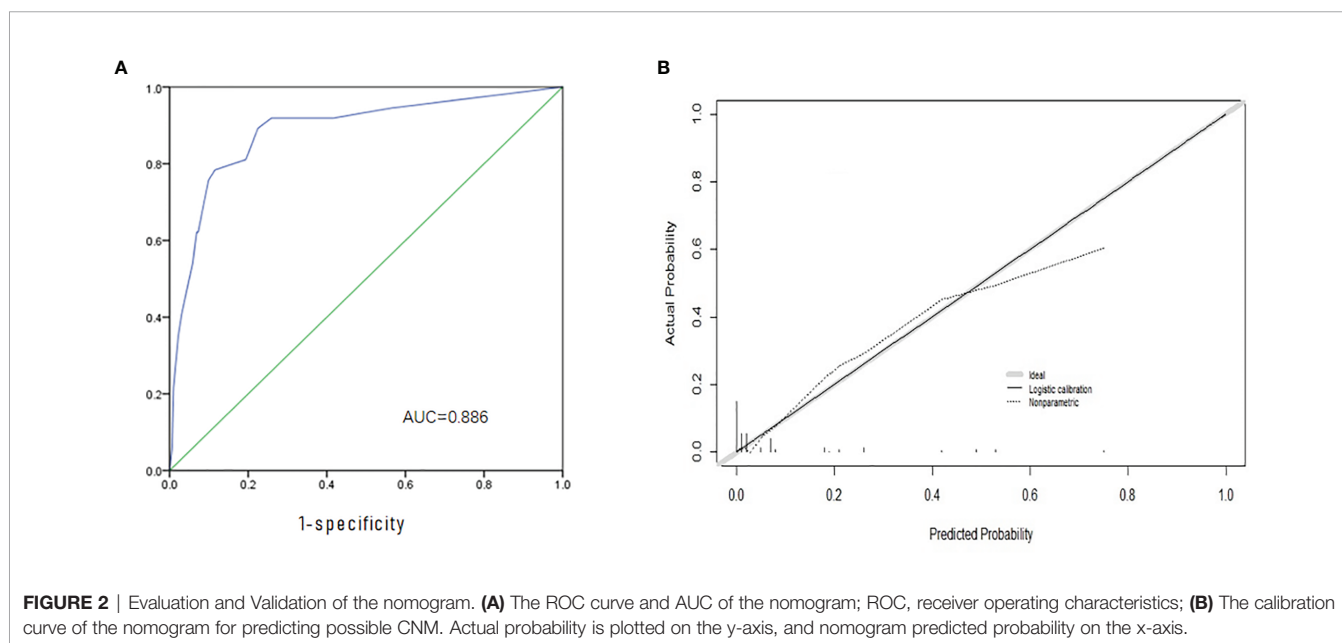 A
1.0
0.8
0.6
0.4
0.2
0.0
AUC=0.886
0.0 0.2 0.4 0.6 0.8 1.0
1-specificity
B
Actual Probability
1.0
0.8
0.6
0.4
0.2
0.0
Ideal
Logistic calibration
Nonparametric
0.0 0.2 0.4 0.6 0.8 1.0
Predicted Probability
FIGURE 2 | Evaluation and Validation of the nomogram. (A) The ROC curve and AUC of the nomogram; ROC, receiver operating characteristics; (B) The calibration
curve of the nomogram for predicting possible CNM. Actual probability is plotted on the y-axis, and nomogram predicted probability on the x-axis.